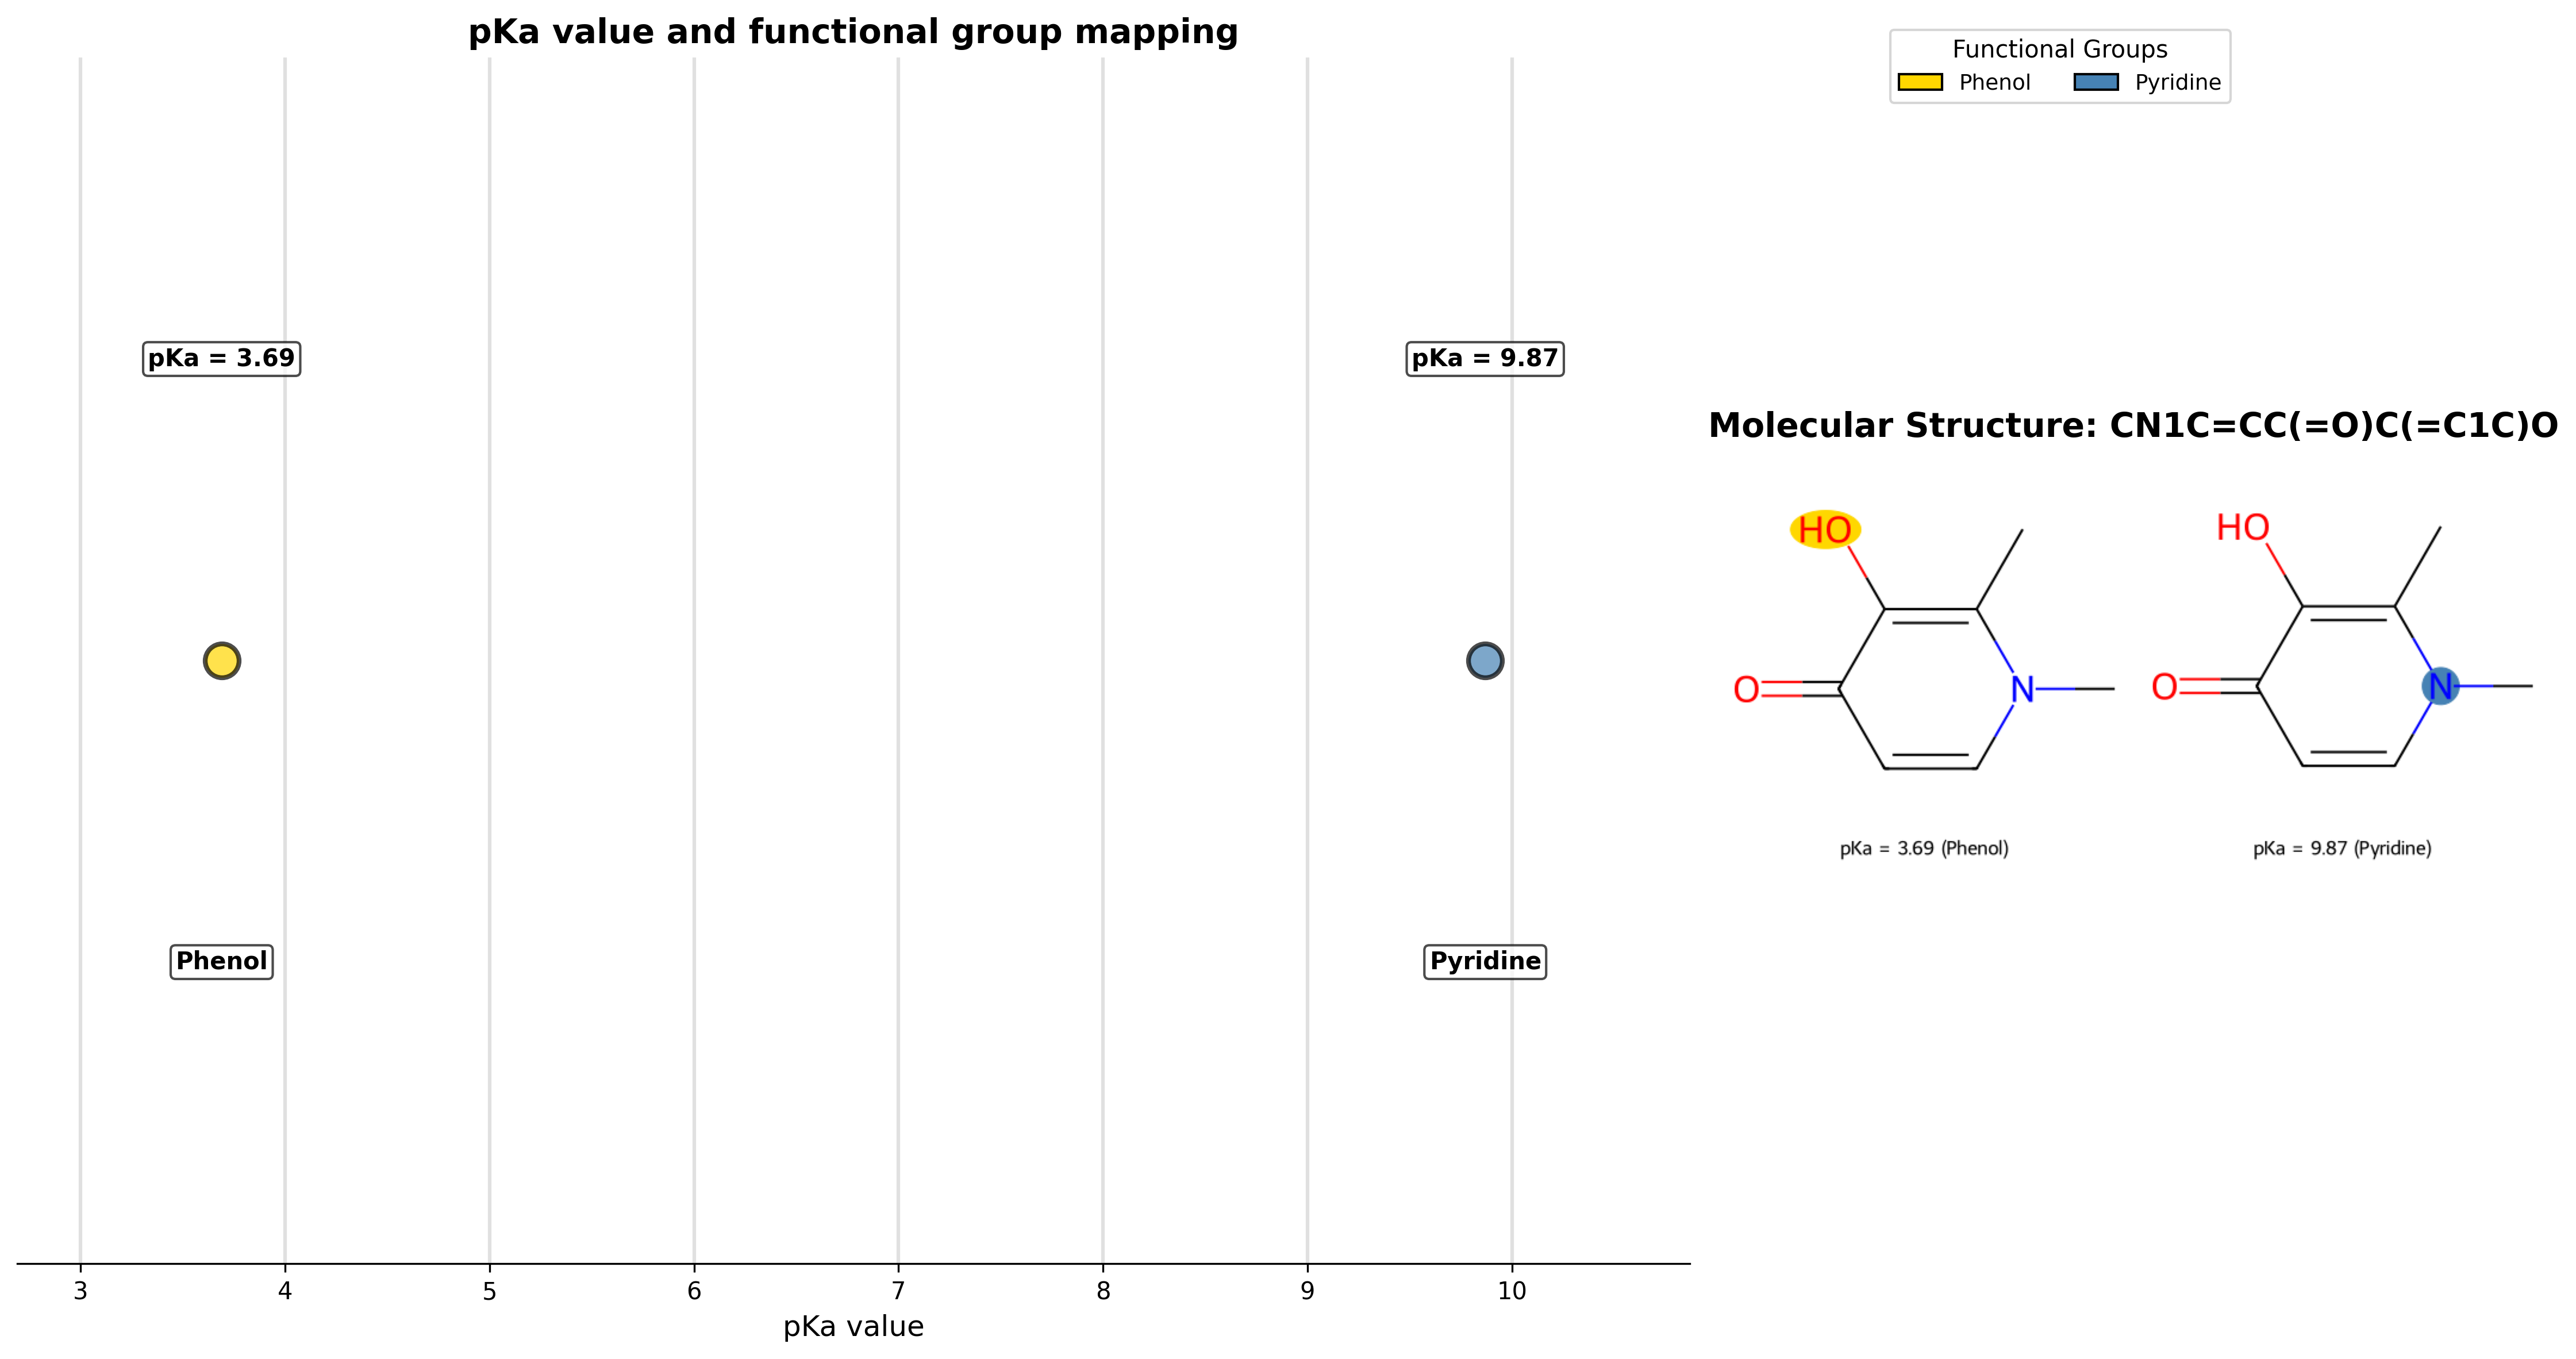 pKa value and functional group mapping
pKa = 3.69
pKa = 9.87
Phenol
Pyridine
3 4 5 6 7 8 9 10
pKa value
Functional Groups
Phenol Pyridine
Molecular Structure: CN1C=CC(=O)C(=C1C)O
HO
O
N
HO
O
N
pKa = 3.69 (Phenol)
pKa = 9.87 (Pyridine)